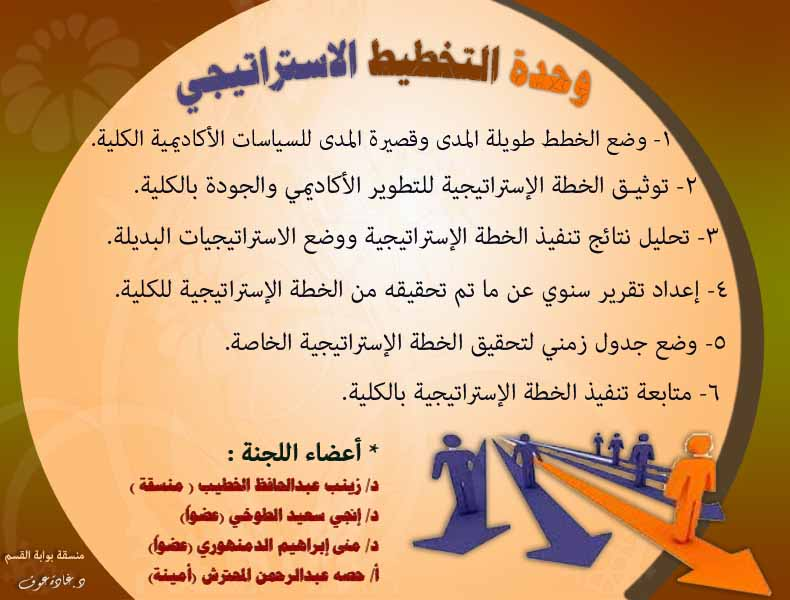 وحدة التخطيط الاستراتيجي
١- وضع الخطط طويلة المدى وقصيرة المدى للسياسات الأكاديمية الكلية.
٢- توثيـق الخطة الإستراتيجية للتطوير الأكاديمي والجودة بالكلية.
٣- تحليل نتائج تنفيذ الخطة الإستراتيجية ووضع الاستراتيجيات البديلة.
٤- إعداد تقرير سنوي عن ما تم تحقيقه من الخطة الإستراتيجية للكلية.
٥- وضع جدول زمني لتحقيق الخطة الإستراتيجية الخاصة.
٦- متابعة تنفيذ الخطة الإستراتيجية بالكلية.
* أعضاء اللجنة :
د/ زينب عبدالحافظ الخطيب ( منسقة )
د/ إنجي سعيد الطوخي (عضواً)
د/ منى إبراهيم الدمنهوري (عضواً)
أ/ حصه عبدالرحمن المحترش (أمينة)
منسقة بوابة القسم
د.غادة عوف